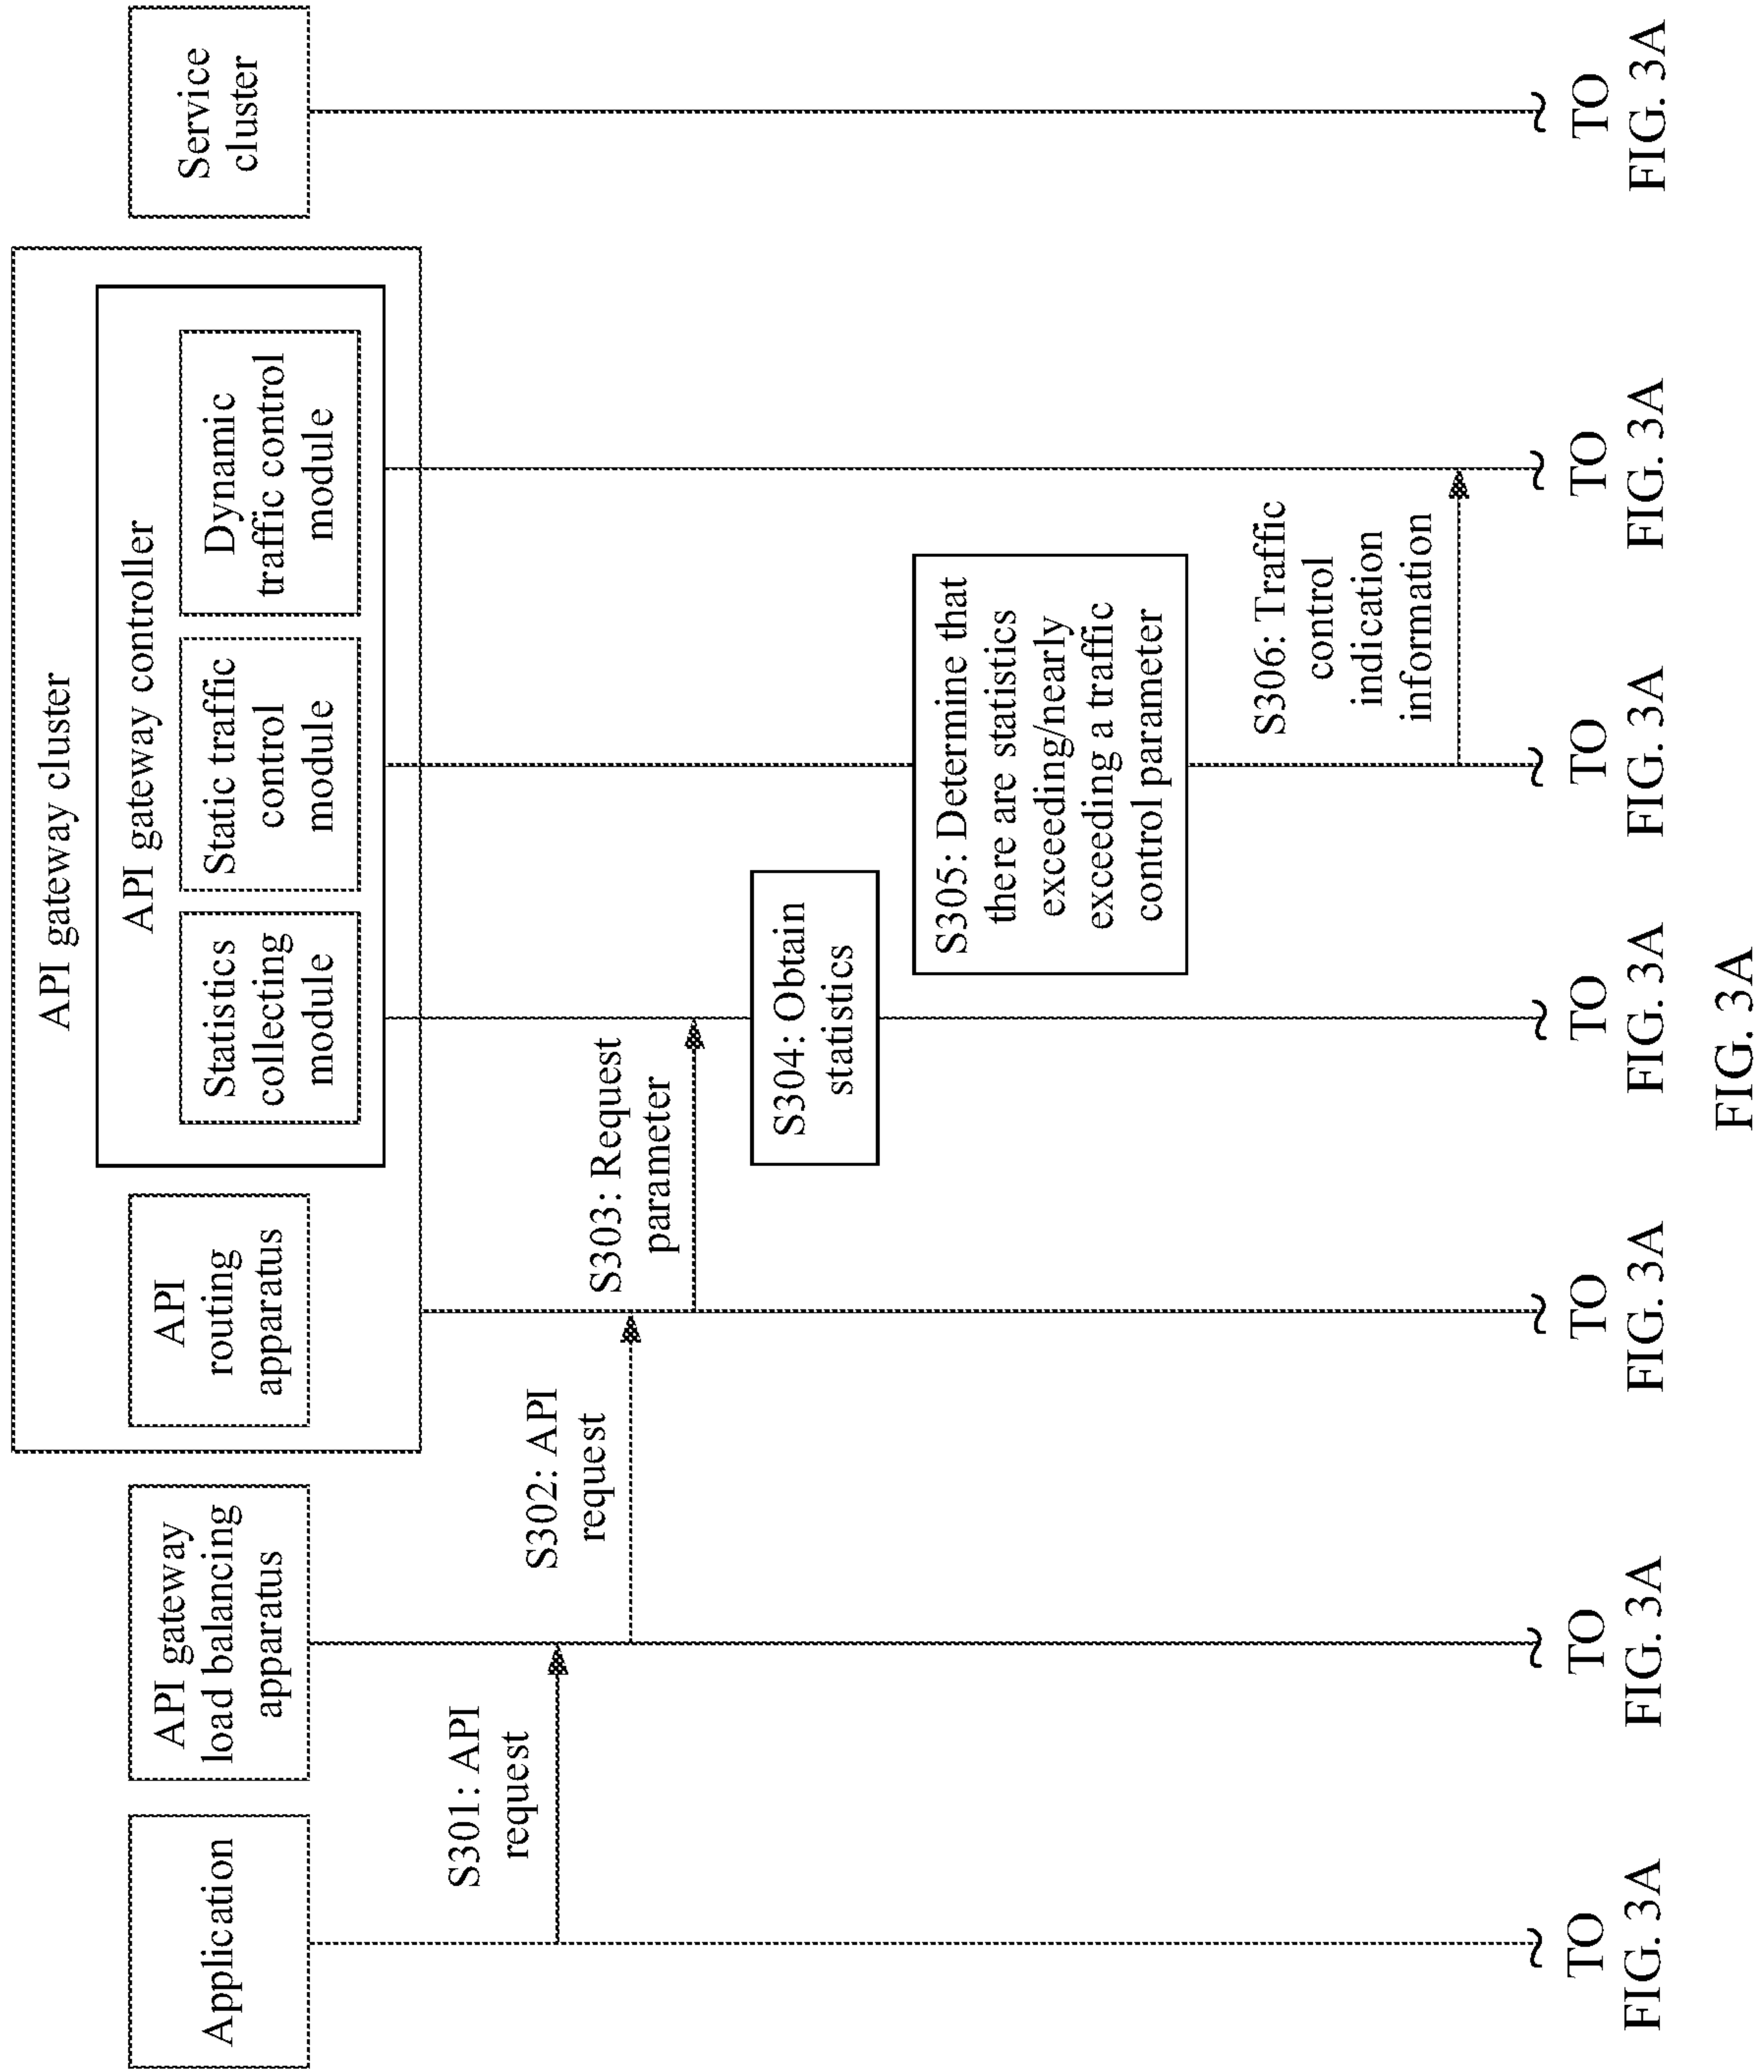 API gateway cluster
API gateway controller
Application
API gateway
load balancing
apparatus
API
routing
apparatus
Statistics
collecting
module
Static traffic
control
module
Dynamic
traffic control
module
Service
cluster
S301: API
request
S302: API
request
S303: Request
parameter
S304: Obtain
statistics
S305: Determine that
there are statistics
exceeding/nearly
exceeding a traffic
control parameter
S306: Traffic
control
indication
information
TO
FIG. 3A
TO
FIG. 3A
TO
FIG. 3A
TO
FIG. 3A
TO
FIG. 3A
TO
FIG. 3A
TO
FIG. 3A
FIG. 3A